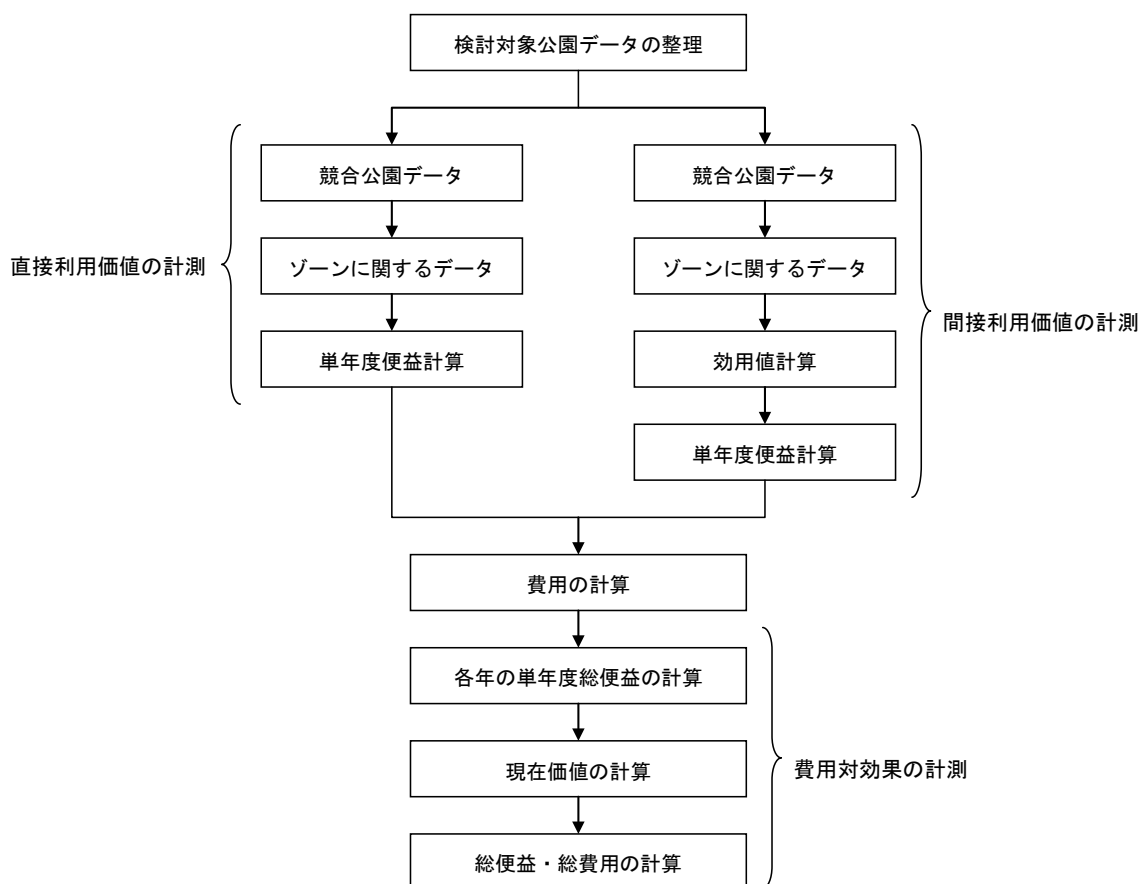 検討対象公園データの整理
競合公園データ
競合公園データ
直接利用価値の計測
ゾーンに関するデータ
ゾーンに関するデータ
間接利用価値の計測
単年度便益計算
効用値計算
単年度便益計算
費用の計算
各年の単年度総便益の計算
現在価値の計算
費用対効果の計測
総便益・総費用の計算